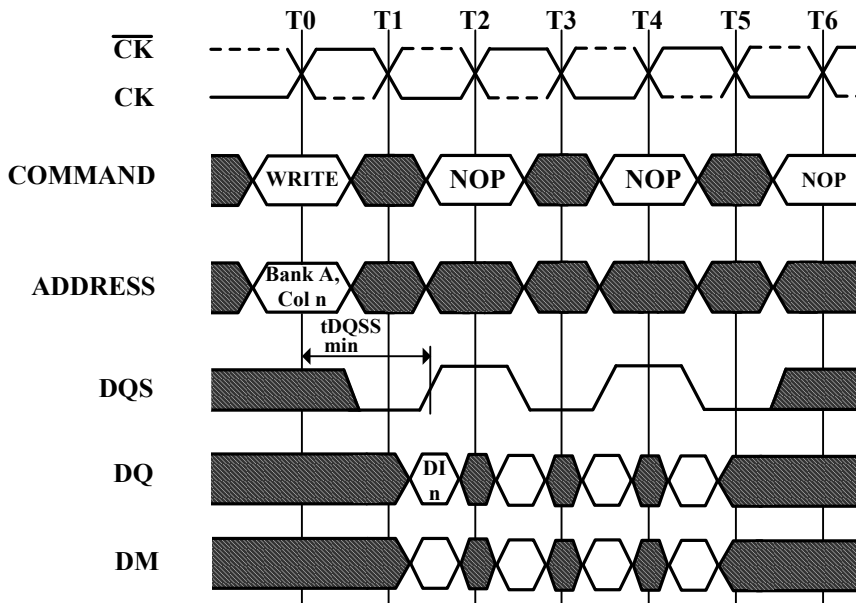 T0 T1 T2 T3 T4 T5 T6
CK
CK
COMMAND
WRITE NOP NOP NOP
ADDRESS
Bank A,
Col n
tDQSS
min
DQS
DQ
DI
n
DM